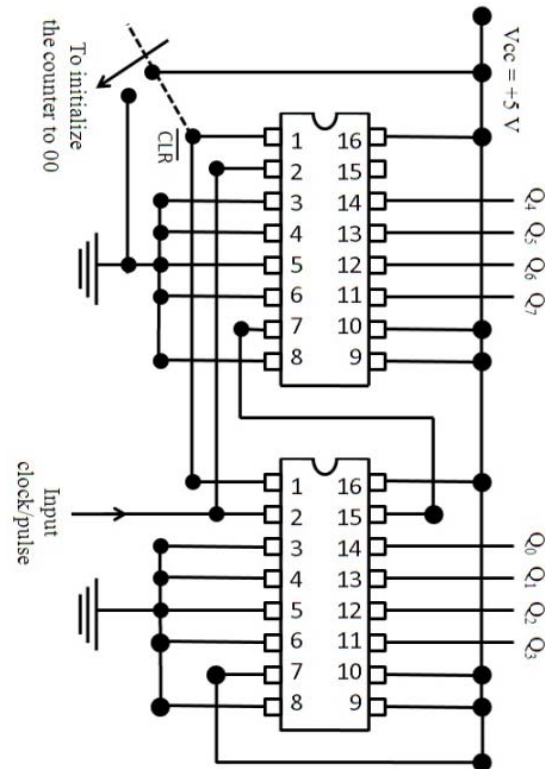 Vcc = +5 V
To initialize
the counter to 00
CLR
1 16
2 15
3 14
4 13
5 12
6 11
7 10
8 9
Q4
Q5
Q6
Q7
Input
clock/pulse
1 16
2 15
3 14
4 13
5 12
6 11
7 10
8 9
Q0
Q1
Q2
Q3